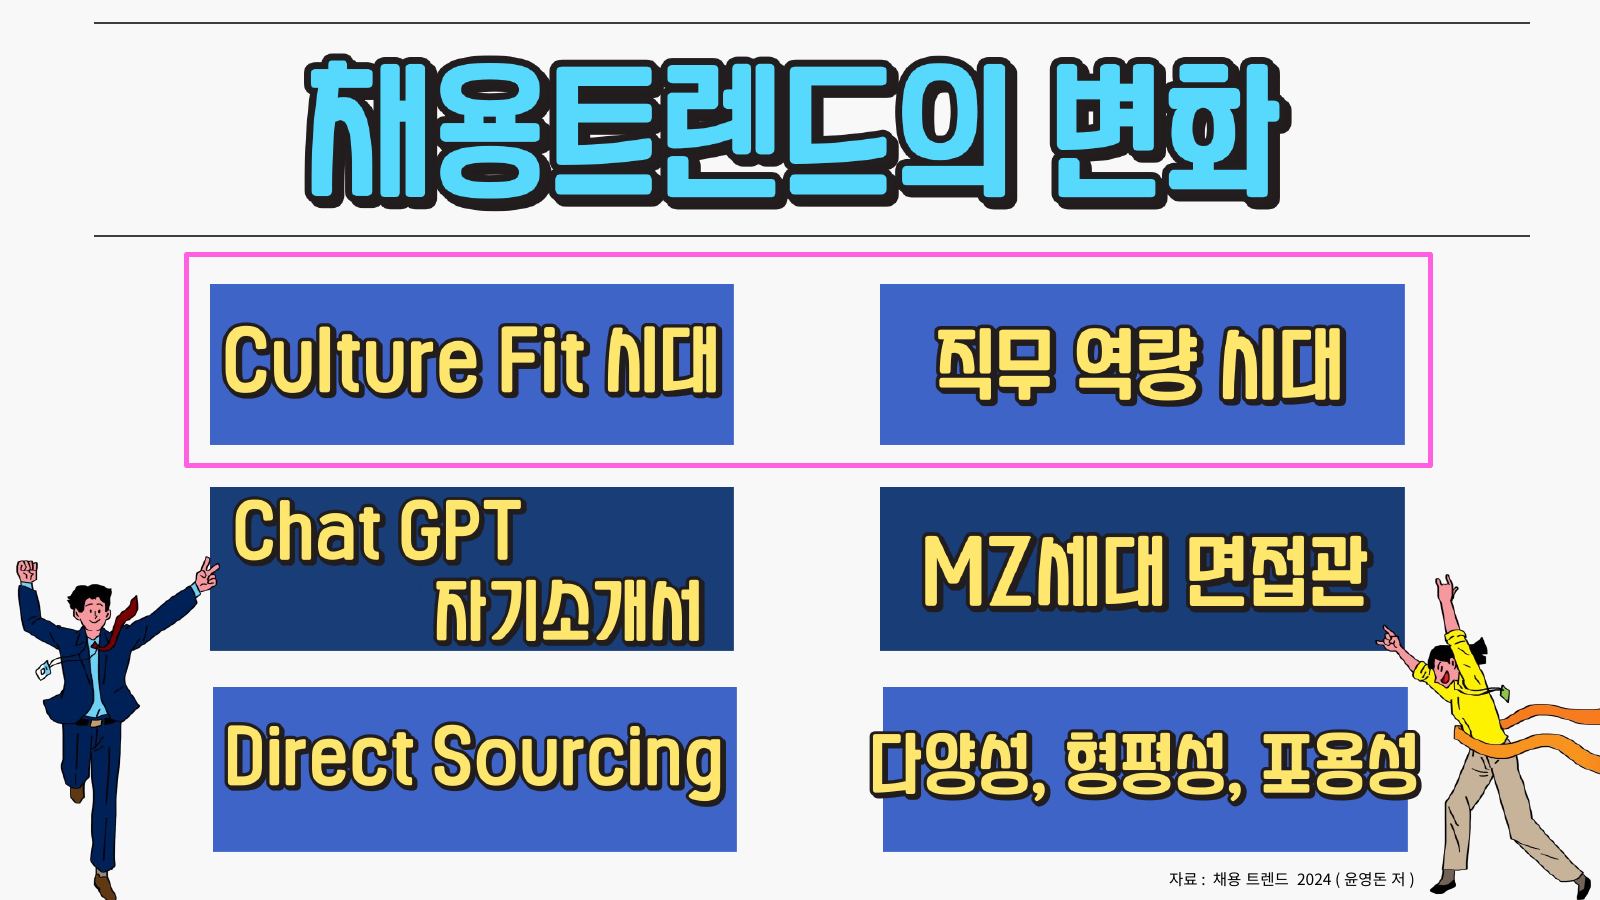 채용트렌드의 변화
Culture Fit 시대
직무 역량 시대
Chat GPT
자기소개서
MZ세대 면접관
Direct Sourcing
다양성, 형평성, 포용성
자료 : 채용 트렌드 2024 ( 윤영돈 저 )